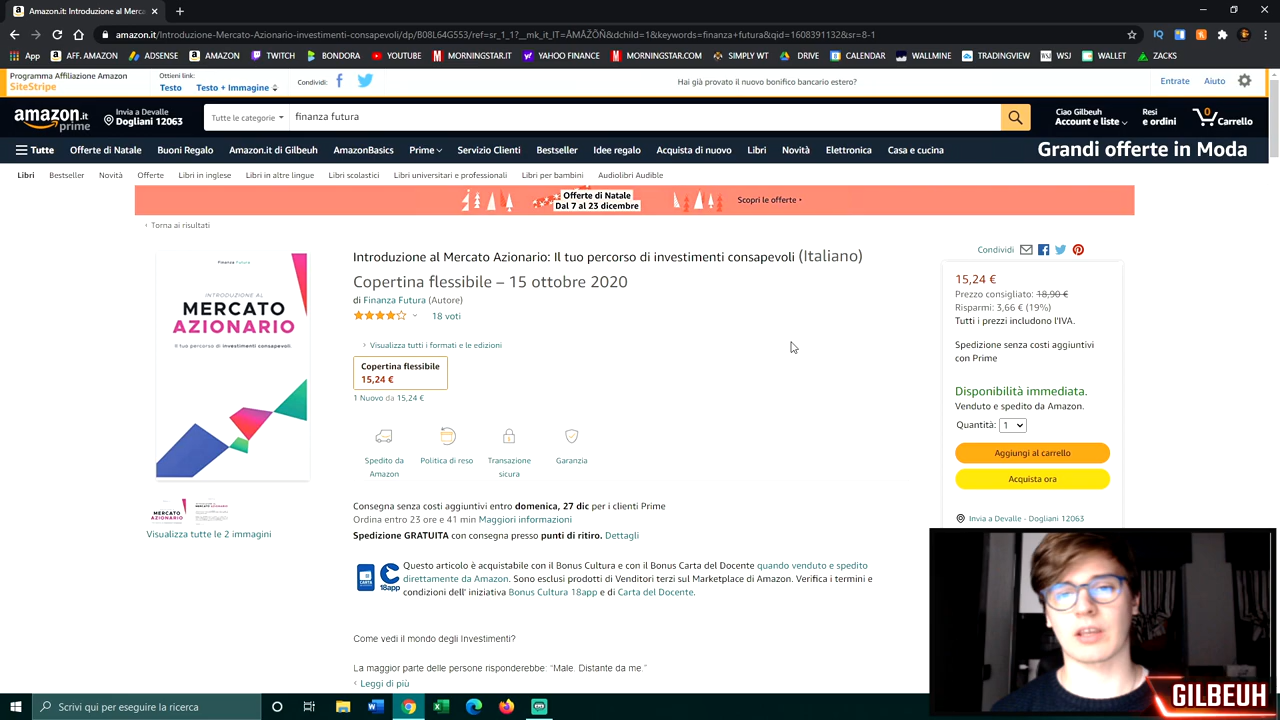 Amazon.it: Mercato Azionario. In
amazon.it/Introduzione-Mercato-Azionario-investimenti-consapevoli/dp/B08L64G553/ref=sr_1_1?__mk_it_IT=ÅMÅŽÕÑ&dchild=1&keywords=finanza+futura&qid=1608391132&sr=8-1
App AFF. AMAZON ADSENSE AMAZON TWITCH BONDORA YOUTUBE MORNINGSTAR.IT YAHOO FINANCE MORNINGSTAR.COM SIMPLY WT DRIVE CALENDAR WALLMINE TRADINGVIEW WSJ WALLET ZACKS
Programma Affiliazione Amazon
SiteStripe
Ottieni link:
Testo Testo + Immagine
Condividi:
Hai già provato il nuovo bonifico bancario estero?
Entrate Aiuto
amazon.it
prime
Invia a Devalle
Dogliani 12063
Tutte le categorie
finanza futura
Ciao Gilbeuh
Account e liste
Resi
e ordini
0
Carrello
Tutte Offerte di Natale Buoni Regalo Amazon.it di Gilbeuh AmazonBasics Prime Servizio Clienti Bestseller Idee regalo Acquista di nuovo Libri Novità Elettronica Casa e cucina
Grandi offerte in Moda
Libri Bestseller Novità Offerte Libri in inglese Libri in altre lingue Libri scolastici Libri universitari e professionali Libri per bambini Audiolibri Audible
Offerte di Natale
Dal 7 al 23 dicembre
Scopri le offerte
‹ Torna ai risultati
Finanza Futura
INTRODUZIONE AL
MERCATO
AZIONARIO
Il tuo percorso di investimenti consapevoli
MERCATO
AZIONARIO
Visualizza tutte le 2 immagini
Introduzione al Mercato Azionario: Il tuo percorso di investimenti consapevoli (Italiano)
Copertina flessibile – 15 ottobre 2020
di Finanza Futura (Autore)
18 voti
› Visualizza tutti i formati e le edizioni
Copertina flessibile
15,24 €
1 Nuovo da 15,24 €
Spedito da
Amazon
Politica di reso
Transazione
sicura
Garanzia
Consegna senza costi aggiuntivi entro domenica, 27 dic per i clienti Prime
Ordina entro 23 ore e 41 min Maggiori informazioni
Spedizione GRATUITA con consegna presso punti di ritiro. Dettagli
CARTA
18app
Questo articolo è acquistabile con il Bonus Cultura e con il Bonus Carta del Docente quando venduto e spedito
direttamente da Amazon. Sono esclusi prodotti di Venditori terzi sul Marketplace di Amazon. Verifica i termini e
condizioni dell' iniziativa Bonus Cultura 18app e di Carta del Docente.
Come vedi il mondo degli Investimenti?
La maggior parte delle persone risponderebbe: “Male. Distante da me.”
‹ Leggi di più
Condividi
15,24 €
Prezzo consigliato: 18,90 €
Risparmi: 3,66 € (19%)
Tutti i prezzi includono l'IVA.
Spedizione senza costi aggiuntivi
con Prime
Disponibilità immediata.
Venduto e spedito da Amazon.
Quantità: 1
Aggiungi al carrello
Acquista ora
Invia a Devalle - Dogliani 12063
GILBEUH
Scrivi qui per eseguire la ricerca